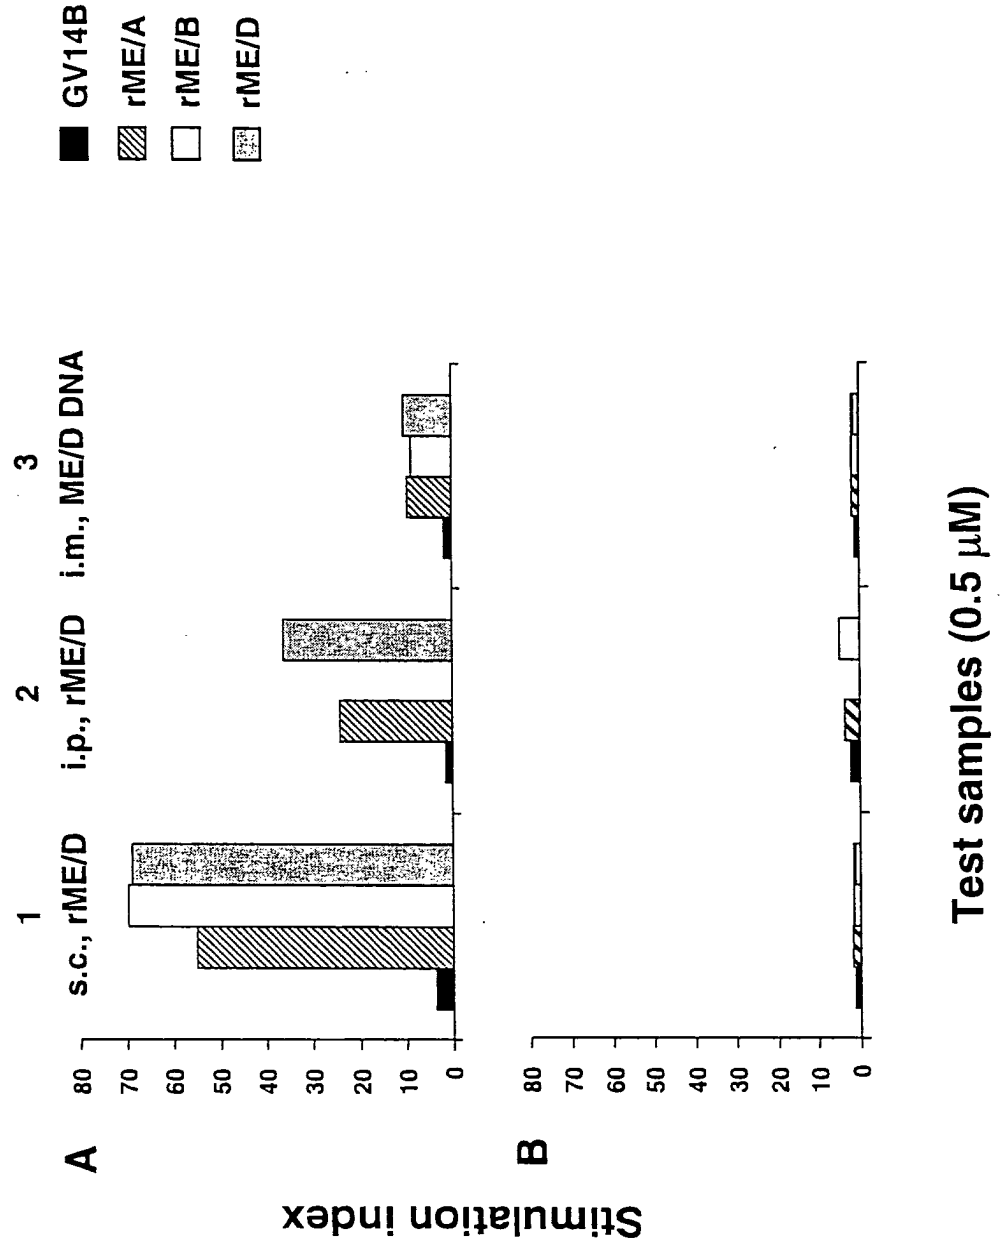 1 2 3
s.c., rME/D i.p., rME/D i.m., ME/D DNA
GV14B
rME/A
rME/B
rME/D
A
80
70
60
50
40
30
20
10
0
B
80
70
60
50
40
30
20
10
0
Stimulation index
Test samples (0.5 μM)